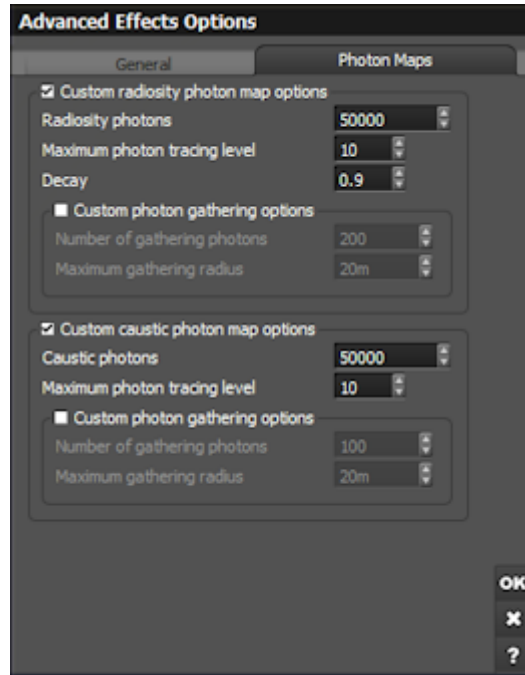 Advanced Effects Options
General Photon Maps
Custom radiosity photon map options
Radiosity photons 50000
Maximum photon tracing level 10
Decay 0.9
Custom photon gathering options
Number of gathering photons 200
Maximum gathering radius 20m
Custom caustic photon map options
Caustic photons 50000
Maximum photon tracing level 10
Custom photon gathering options
Number of gathering photons 100
Maximum gathering radius 20m
OK
?